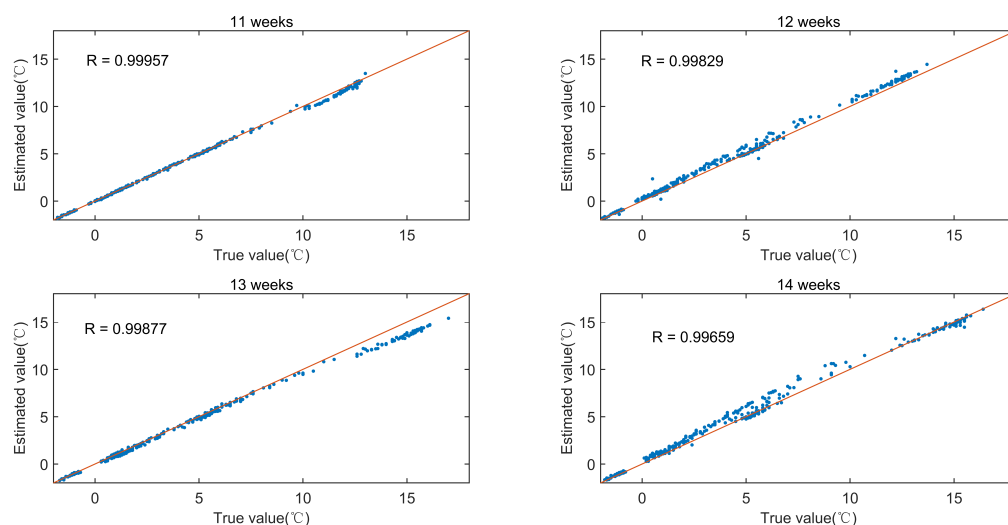 11 weeks
R = 0.99957
Estimated value(℃)
15
10
5
0
0 5 10 15
True value(℃)
12 weeks
R = 0.99829
Estimated value(℃)
15
10
5
0
0 5 10 15
True value(℃)
13 weeks
R = 0.99877
Estimated value(℃)
15
10
5
0
0 5 10 15
True value(℃)
14 weeks
R = 0.99659
Estimated value(℃)
15
10
5
0
0 5 10 15
True value(℃)